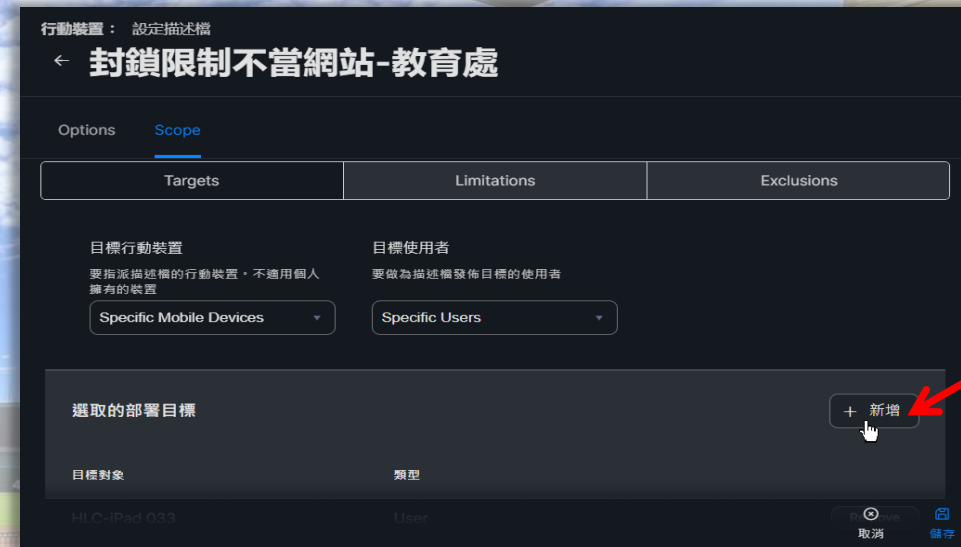 行動裝置： 設定描述檔
← 封鎖限制不當網站-教育處
Options Scope
Targets Limitations Exclusions
目標行動裝置 目標使用者
要指派描述檔的行動裝置。不適用個人 要做為描述檔發佈目標的使用者
擁有的裝置
Specific Mobile Devices Specific Users
選取的部署目標
+ 新增
目標對象 類型
HLC-iPad 033 User Remove
取消 儲存